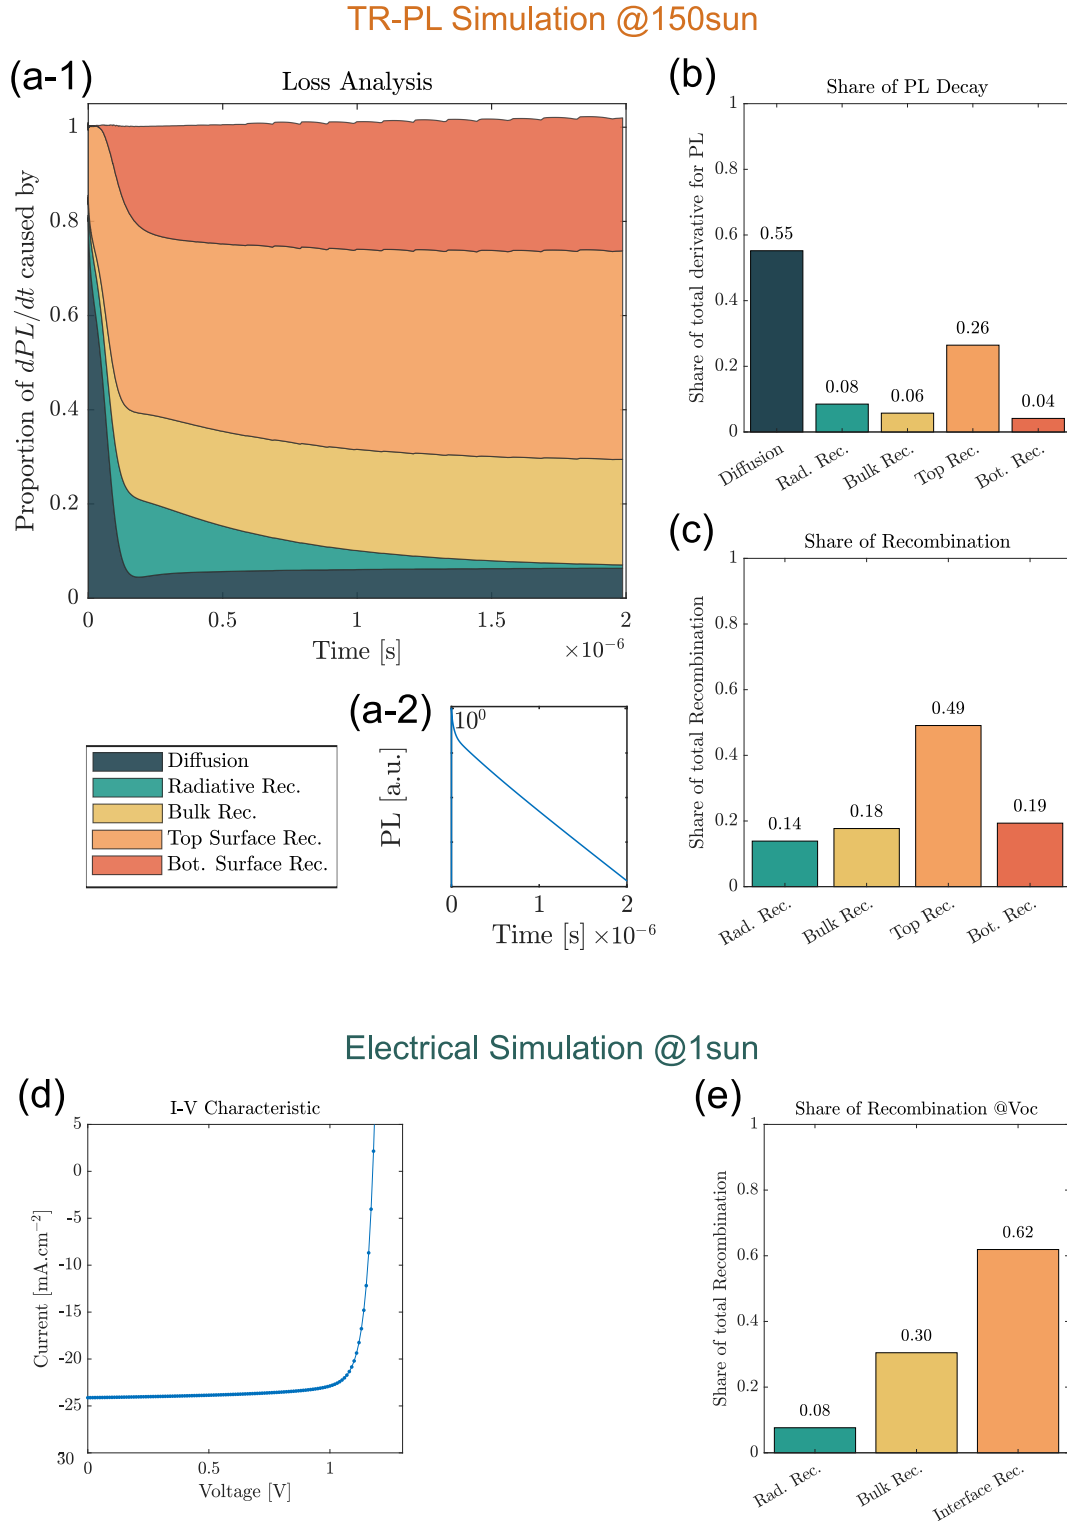 TR-PL Simulation @150sun
(a-1)
Loss Analysis
Proportion of dPL/dt caused by
1
0.8
0.6
0.4
0.2
0
0 0.5 1 1.5 2
Time [s] ×10⁻⁶
(b)
Share of PL Decay
Share of total derivative for PL
1
0.8
0.6
0.4
0.2
0
0.55
0.08
0.06
0.26
0.04
Diffusion
Rad. Rec.
Bulk Rec.
Top Rec.
Bot. Rec.
(a-2)
10⁰
PL [a.u.]
0 1 2
Time [s] ×10⁻⁶
Diffusion
Radiative Rec.
Bulk Rec.
Top Surface Rec.
Bot. Surface Rec.
(c)
Share of Recombination
Share of total Recombination
1
0.8
0.6
0.4
0.2
0
0.14
0.18
0.49
0.19
Rad. Rec.
Bulk Rec.
Top Rec.
Bot. Rec.
Electrical Simulation @1sun
(d)
I-V Characteristic
Current [mA.cm⁻²]
5
0
-5
-10
-15
-20
-25
30
0 0.5 1
Voltage [V]
(e)
Share of Recombination @Voc
Share of total Recombination
1
0.8
0.6
0.4
0.2
0
0.08
0.30
0.62
Rad. Rec.
Bulk Rec.
Interface Rec.